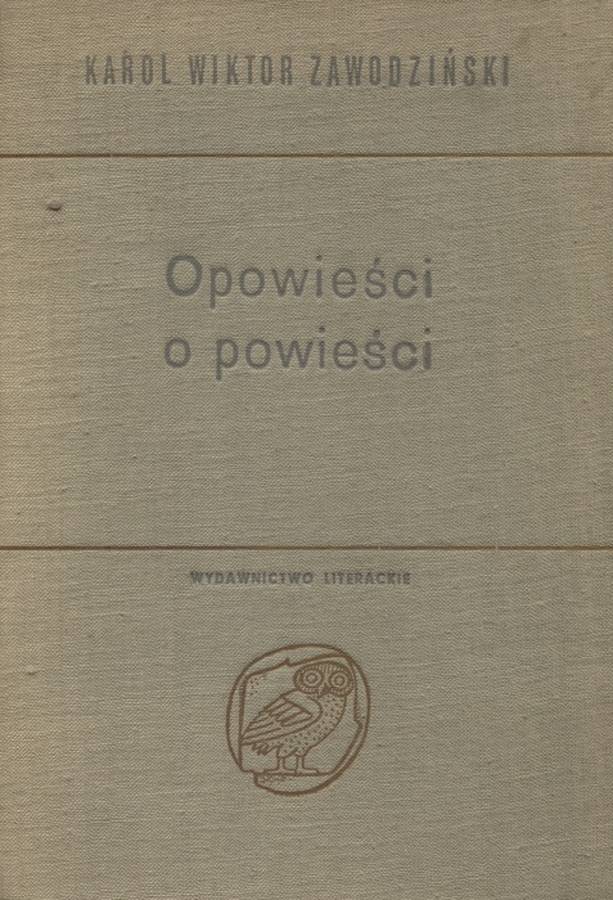 KAROL WIKTOR ZAWODZIŃSKI
Opowieści
o powieści
WYDAWNICTWO LITERACKIE